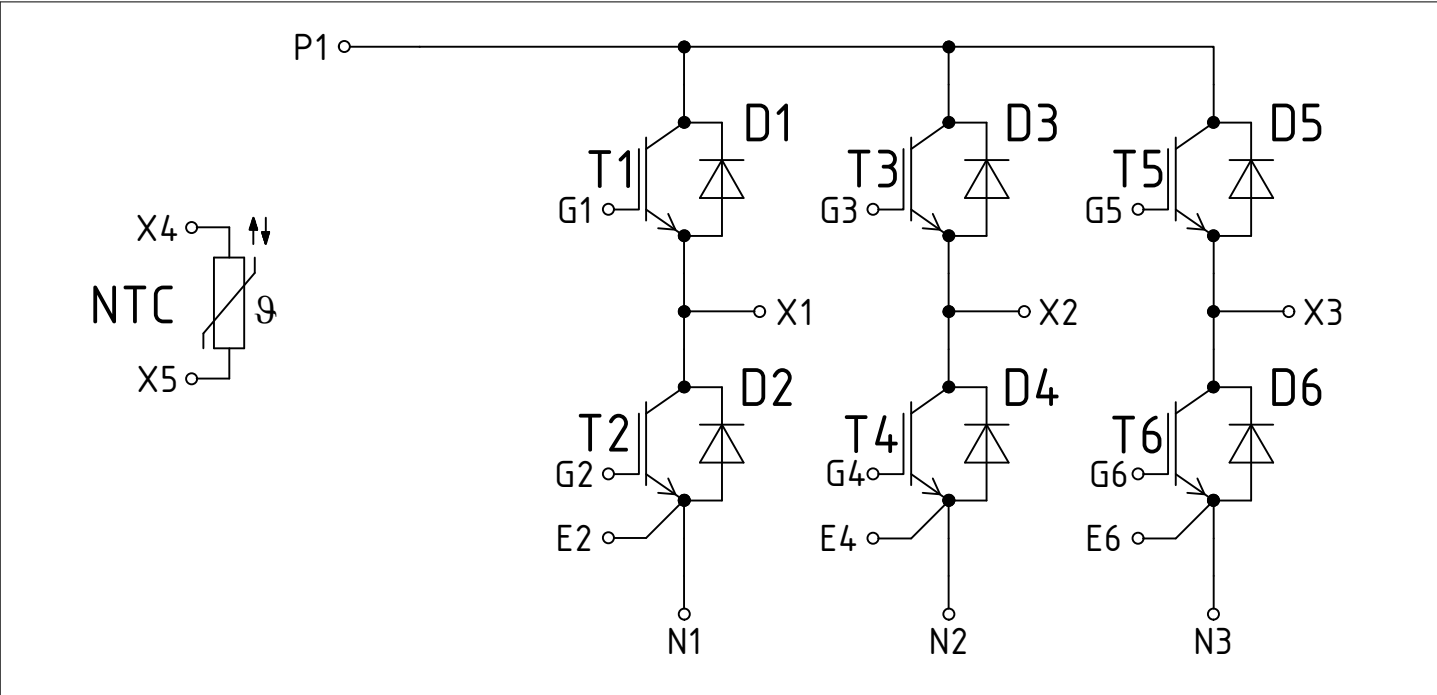 P1
D1 D3 D5
T1 T3 T5
G1 G3 G5
X4
NTC ϑ
X1 X2 X3
X5
D2 D4 D6
T2 T4 T6
G2 G4 G6
E2 E4 E6
N1 N2 N3